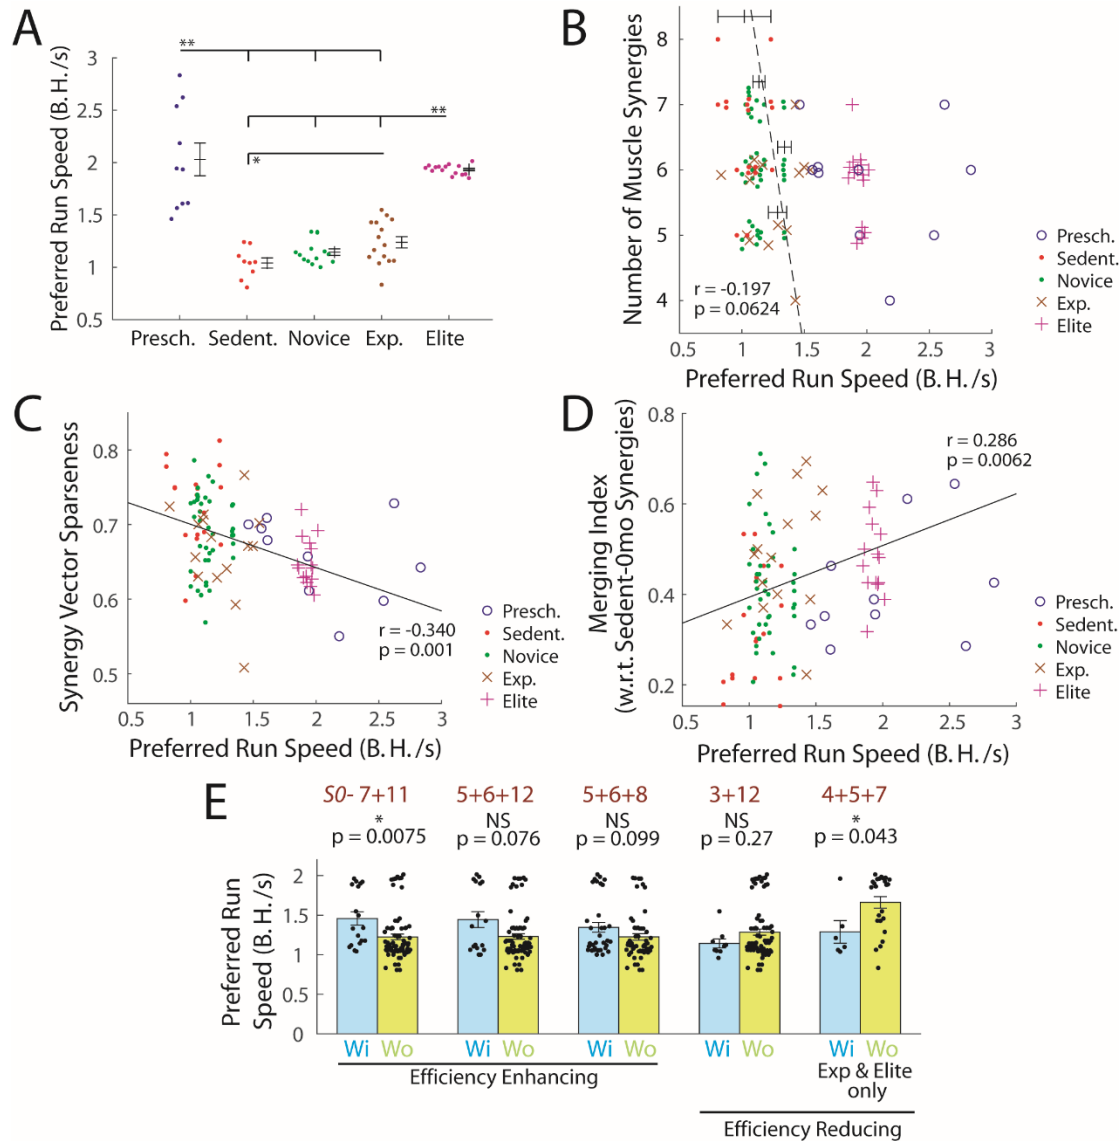 A
Preferred Run Speed (B. H./s)
3
2.5
2
1.5
1
0.5
**
**
*
Presch.
Sedent.
Novice
Exp.
Elite
B
Number of Muscle Synergies
8
7
6
5
4
r = -0.197
p = 0.0624
Presch.
Sedent.
Novice
Exp.
Elite
0.5 1 1.5 2 2.5 3
Preferred Run Speed (B. H./s)
C
Synergy Vector Sparseness
0.8
0.7
0.6
0.5
r = -0.340
p = 0.001
Presch.
Sedent.
Novice
Exp.
Elite
0.5 1 1.5 2 2.5 3
Preferred Run Speed (B. H./s)
D
Merging Index
(w.r.t. Sedent-0mo Synergies)
0.8
0.6
0.4
0.2
r = 0.286
p = 0.0062
Presch.
Sedent.
Novice
Exp.
Elite
0.5 1 1.5 2 2.5 3
Preferred Run Speed (B. H./s)
E
S0- 7+11
*
p = 0.0075
5+6+12
NS
p = 0.076
5+6+8
NS
p = 0.099
3+12
NS
p = 0.27
4+5+7
*
p = 0.043
Preferred Run
Speed (B. H./s)
2
1.5
1
0.5
0
Wi Wo
Wi Wo
Wi Wo
Wi Wo
Wi Wo
Efficiency Enhancing
Exp & Elite
only
Efficiency Reducing